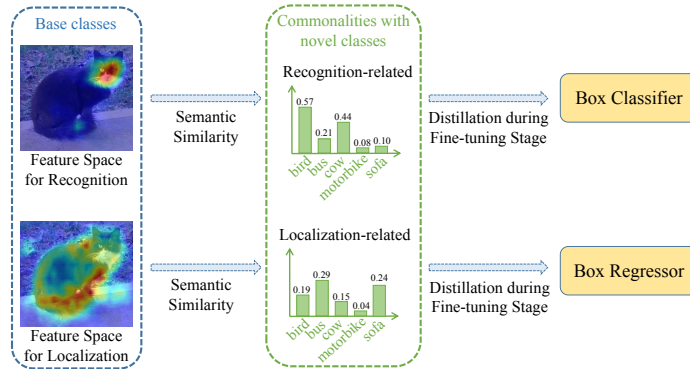 Base classes
Commonalities with
novel classes
Recognition-related
0.57
0.21
0.44
0.08
0.10
bird
bus
cow
motorbike
sofa
Feature Space
for Recognition
Semantic
Similarity
Distillation during
Fine-tuning Stage
Box Classifier
Localization-related
0.19
0.29
0.15
0.04
0.24
bird
bus
cow
motorbike
sofa
Feature Space
for Localization
Semantic
Similarity
Distillation during
Fine-tuning Stage
Box Regressor